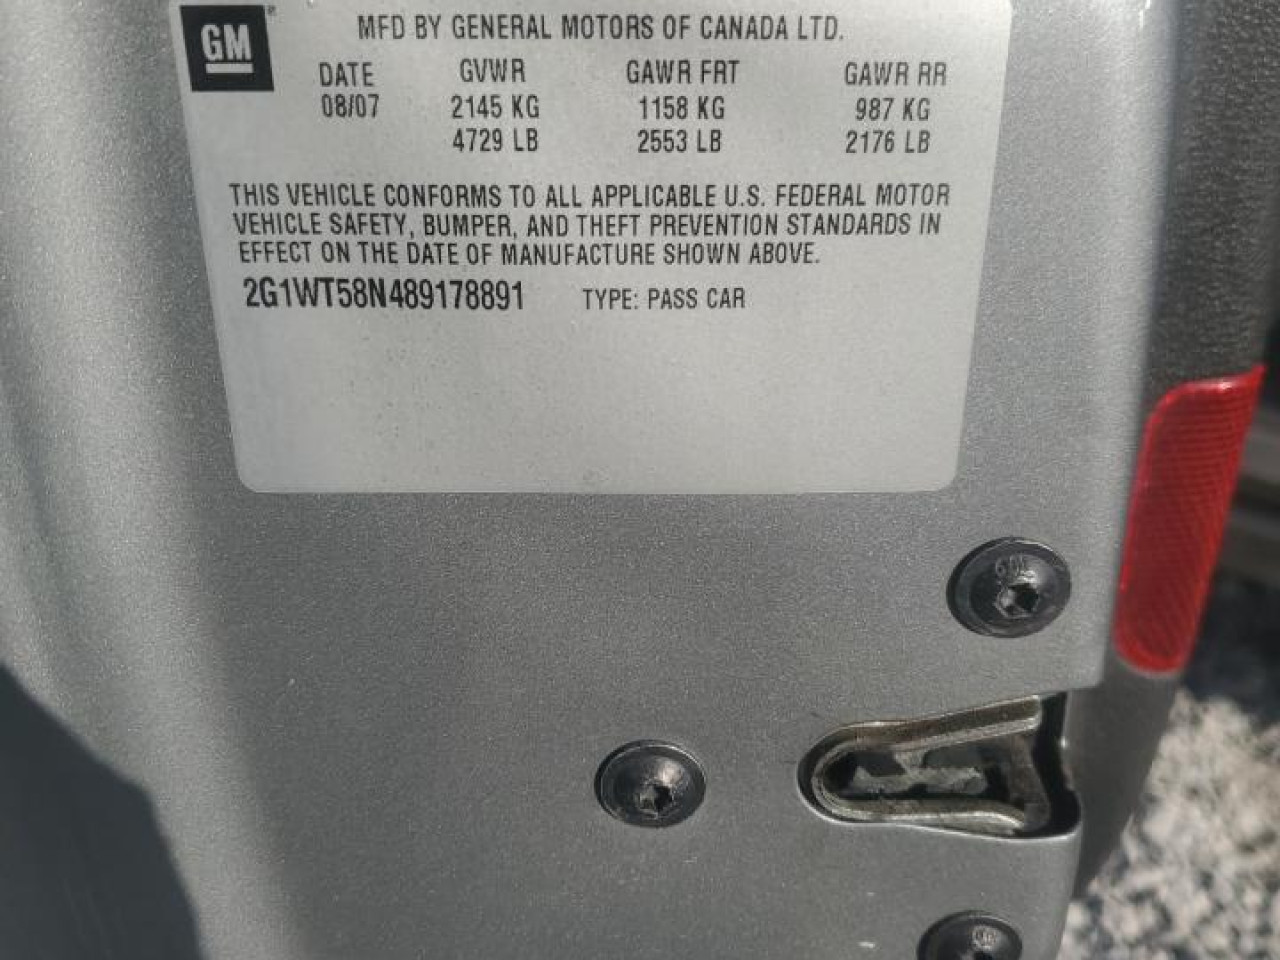 GM
MFD BY GENERAL MOTORS OF CANADA LTD.
DATE GVWR GAWR FRT GAWR RR
08/07 2145 KG 1158 KG 987 KG
4729 LB 2553 LB 2176 LB
THIS VEHICLE CONFORMS TO ALL APPLICABLE U.S. FEDERAL MOTOR
VEHICLE SAFETY, BUMPER, AND THEFT PREVENTION STANDARDS IN
EFFECT ON THE DATE OF MANUFACTURE SHOWN ABOVE.
2G1WT58N489178891 TYPE: PASS CAR